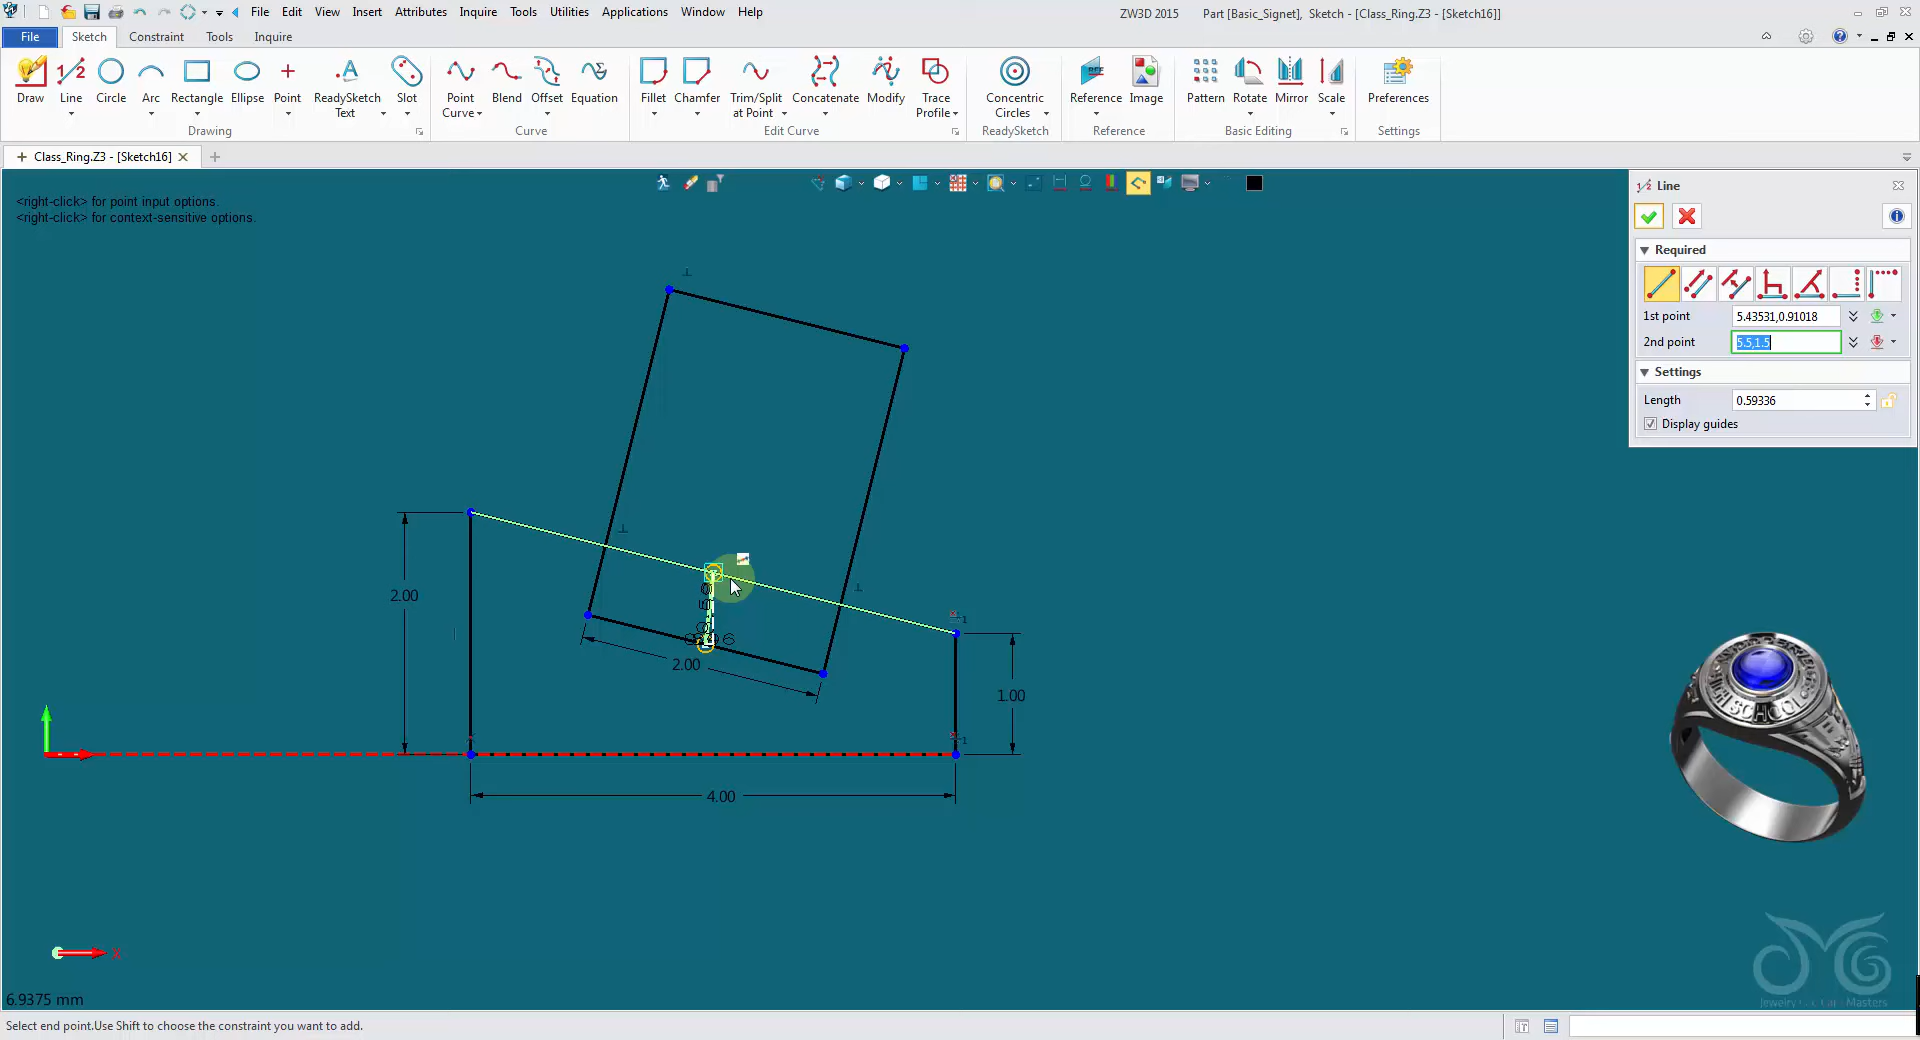 File Edit View Insert Attributes Inquire Tools Utilities Applications Window Help
ZW3D 2015 Part [Basic_Signet], Sketch - [Class_Ring.Z3 - [Sketch16]]
File Sketch Constraint Tools Inquire
Draw Line Circle Arc Rectangle Ellipse Point ReadySketch Text Slot
Drawing
Point Curve Blend Offset Equation
Curve
Fillet Chamfer Trim/Split at Point Concatenate Modify Trace Profile
Edit Curve
Concentric Circles
ReadySketch
Reference Image
Reference
Pattern Rotate Mirror Scale
Basic Editing
Preferences
Settings
Class_Ring.Z3 - [Sketch16]
<right-click> for point input options.
<right-click> for context-sensitive options.
Line
Required
1st point 5.43531,0.91018
2nd point 5.5,1.5
Settings
Length 0.59336
Display guides
2.00
2.00
1.00
4.00
X
6.9375 mm
SCHOOL
Select end point.Use Shift to choose the constraint you want to add.